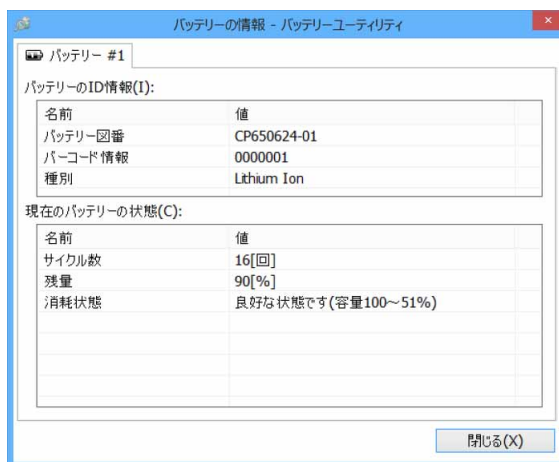 バッテリーの情報 - バッテリーユーティリティ
バッテリー #1
バッテリーのID情報(I):
名前 値
バッテリー図番 CP650624-01
バーコード情報 0000001
種別 Lithium Ion
現在のバッテリーの状態(C):
名前 値
サイクル数 16[回]
残量 90[%]
消耗状態 良好な状態です(容量100～51%)
閉じる(X)